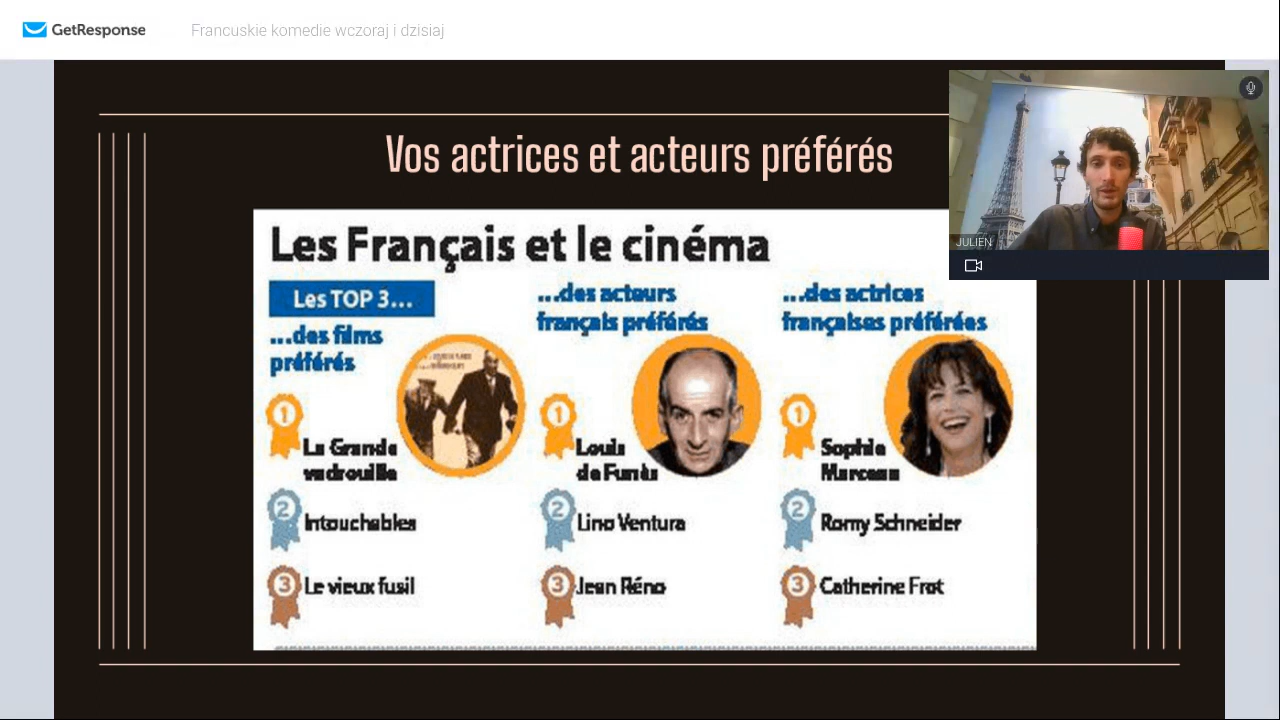 GetResponse
Francuskie komedie wczoraj i dzisiaj
Vos actrices et acteurs préférés
JULIEN
Les Français et le cinéma
Les TOP 3...
...des films
préférés
1
La Grande
vadrouille
2
Intouchables
3
Le vieux fusil
...des acteurs
français préférés
1
Louis
de Funès
2
Lino Ventura
3
Jean Réno
...des actrices
françaises préférées
1
Sophie
Marceau
2
Romy Schneider
3
Catherine Frot